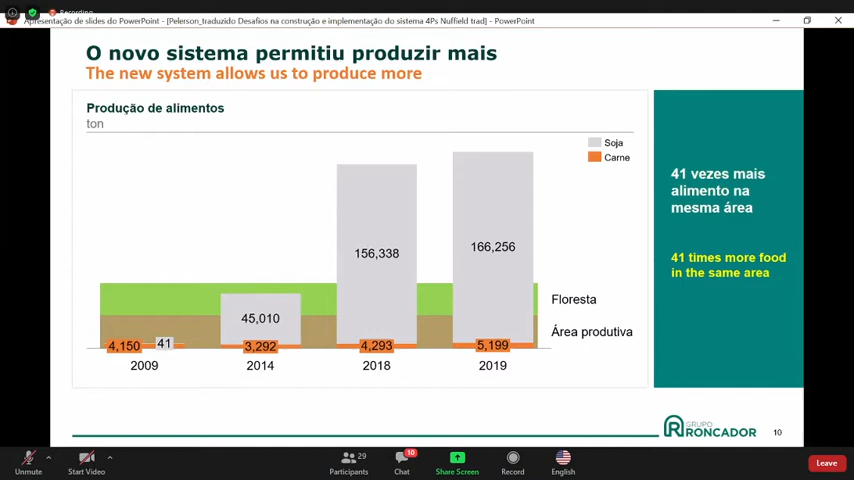 Recording
Apresentação de slides do PowerPoint - [Pelerson_traduzido Desafios na construção e implementação do sistema 4Ps Nuffield trad] - PowerPoint
O novo sistema permitiu produzir mais
The new system allows us to produce more
Produção de alimentos
ton
Soja
Carne
41 vezes mais
alimento na
mesma área
41 times more food
in the same area
156,338
166,256
45,010
Floresta
Área produtiva
4,150
41
3,292
4,293
5,199
2009
2014
2018
2019
GRUPO
RONCADOR
10
29
10
Unmute
Start Video
Participants
Chat
Share Screen
Record
English
Leave